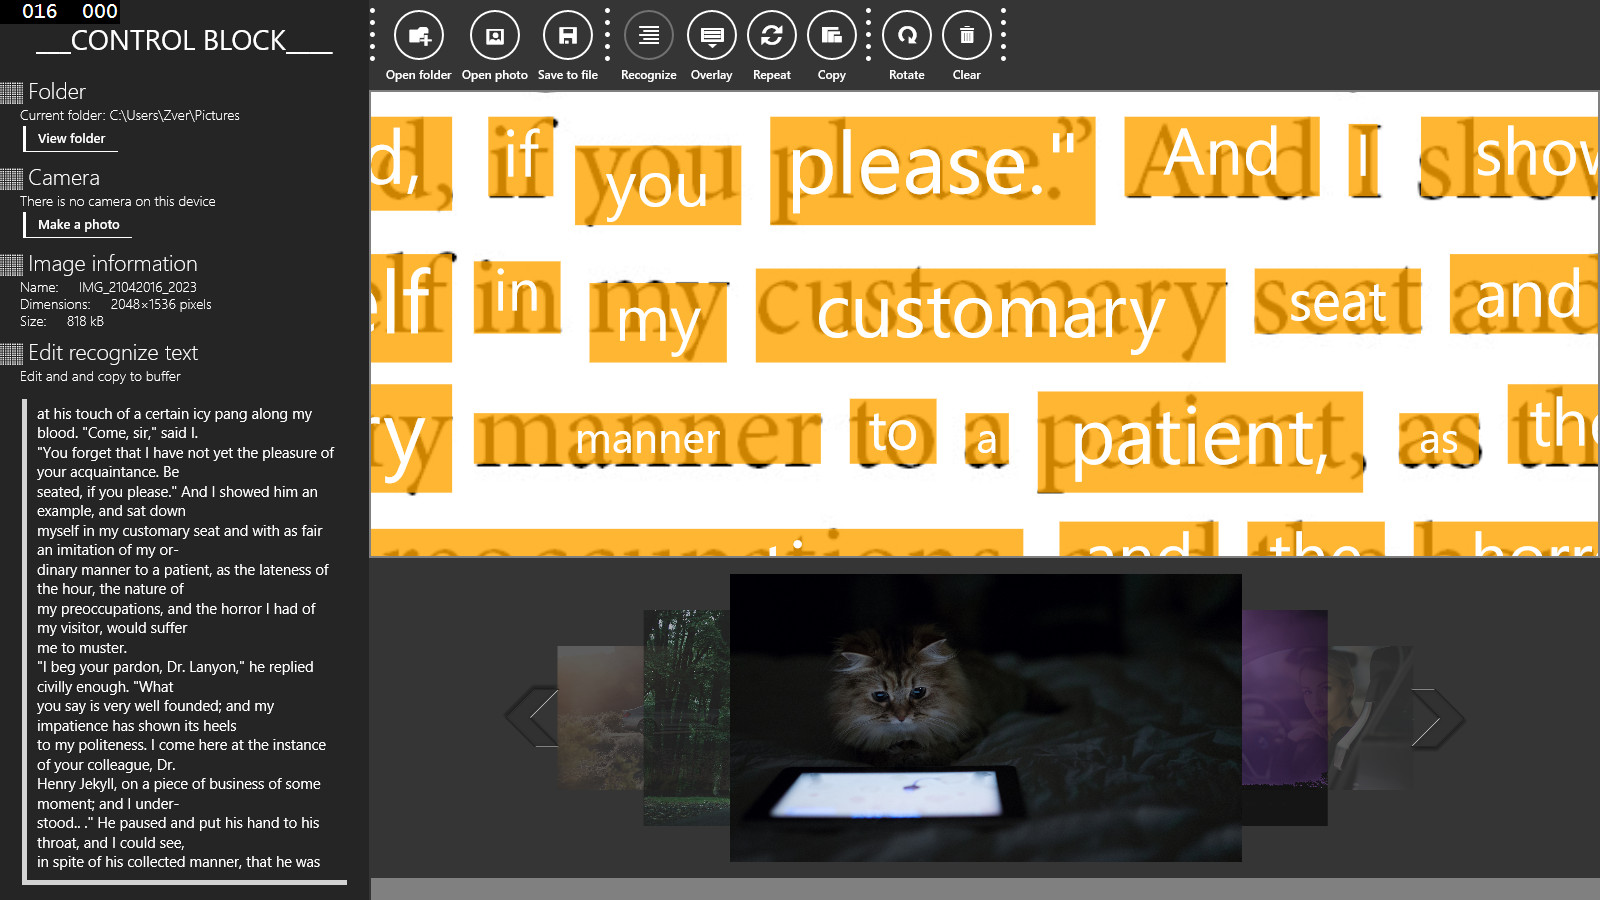 016 000
___CONTROL BLOCK___
Folder
Current folder: C:\Users\Zver\Pictures
View folder
Camera
There is no camera on this device
Make a photo
Image information
Name: IMG_21042016_2023
Dimensions: 2048×1536 pixels
Size: 818 kB
Edit recognize text
Edit and and copy to buffer
at his touch of a certain icy pang along my
blood. "Come, sir," said I.
"You forget that I have not yet the pleasure of
your acquaintance. Be
seated, if you please." And I showed him an
example, and sat down
myself in my customary seat and with as fair
an imitation of my or-
dinary manner to a patient, as the lateness of
the hour, the nature of
my preoccupations, and the horror I had of
my visitor, would suffer
me to muster.
"I beg your pardon, Dr. Lanyon," he replied
civilly enough. "What
you say is very well founded; and my
impatience has shown its heels
to my politeness. I come here at the instance
of your colleague, Dr.
Henry Jekyll, on a piece of business of some
moment; and I under-
stood.. ." He paused and put his hand to his
throat, and I could see,
in spite of his collected manner, that he was
Open folder Open photo Save to file Recognize Overlay Repeat Copy Rotate Clear
d, if you please." And I show
elf in my customary seat and
ry manner to a patient, as the
and the horr